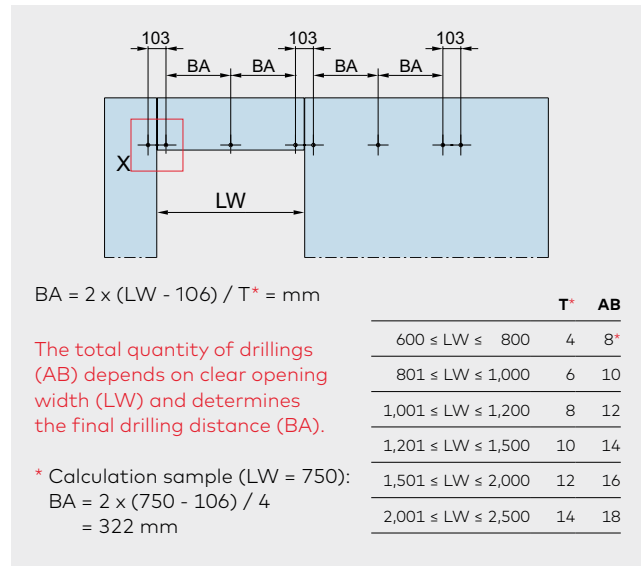 103 103 103
BA BA BA BA
X
LW
BA = 2 x (LW - 106) / T* = mm
The total quantity of drillings
(AB) depends on clear opening
width (LW) and determines
the final drilling distance (BA).
* Calculation sample (LW = 750):
BA = 2 x (750 - 106) / 4
= 322 mm
T* AB
600 ≤ LW ≤ 800 4 8*
801 ≤ LW ≤ 1,000 6 10
1,001 ≤ LW ≤ 1,200 8 12
1,201 ≤ LW ≤ 1,500 10 14
1,501 ≤ LW ≤ 2,000 12 16
2,001 ≤ LW ≤ 2,500 14 18